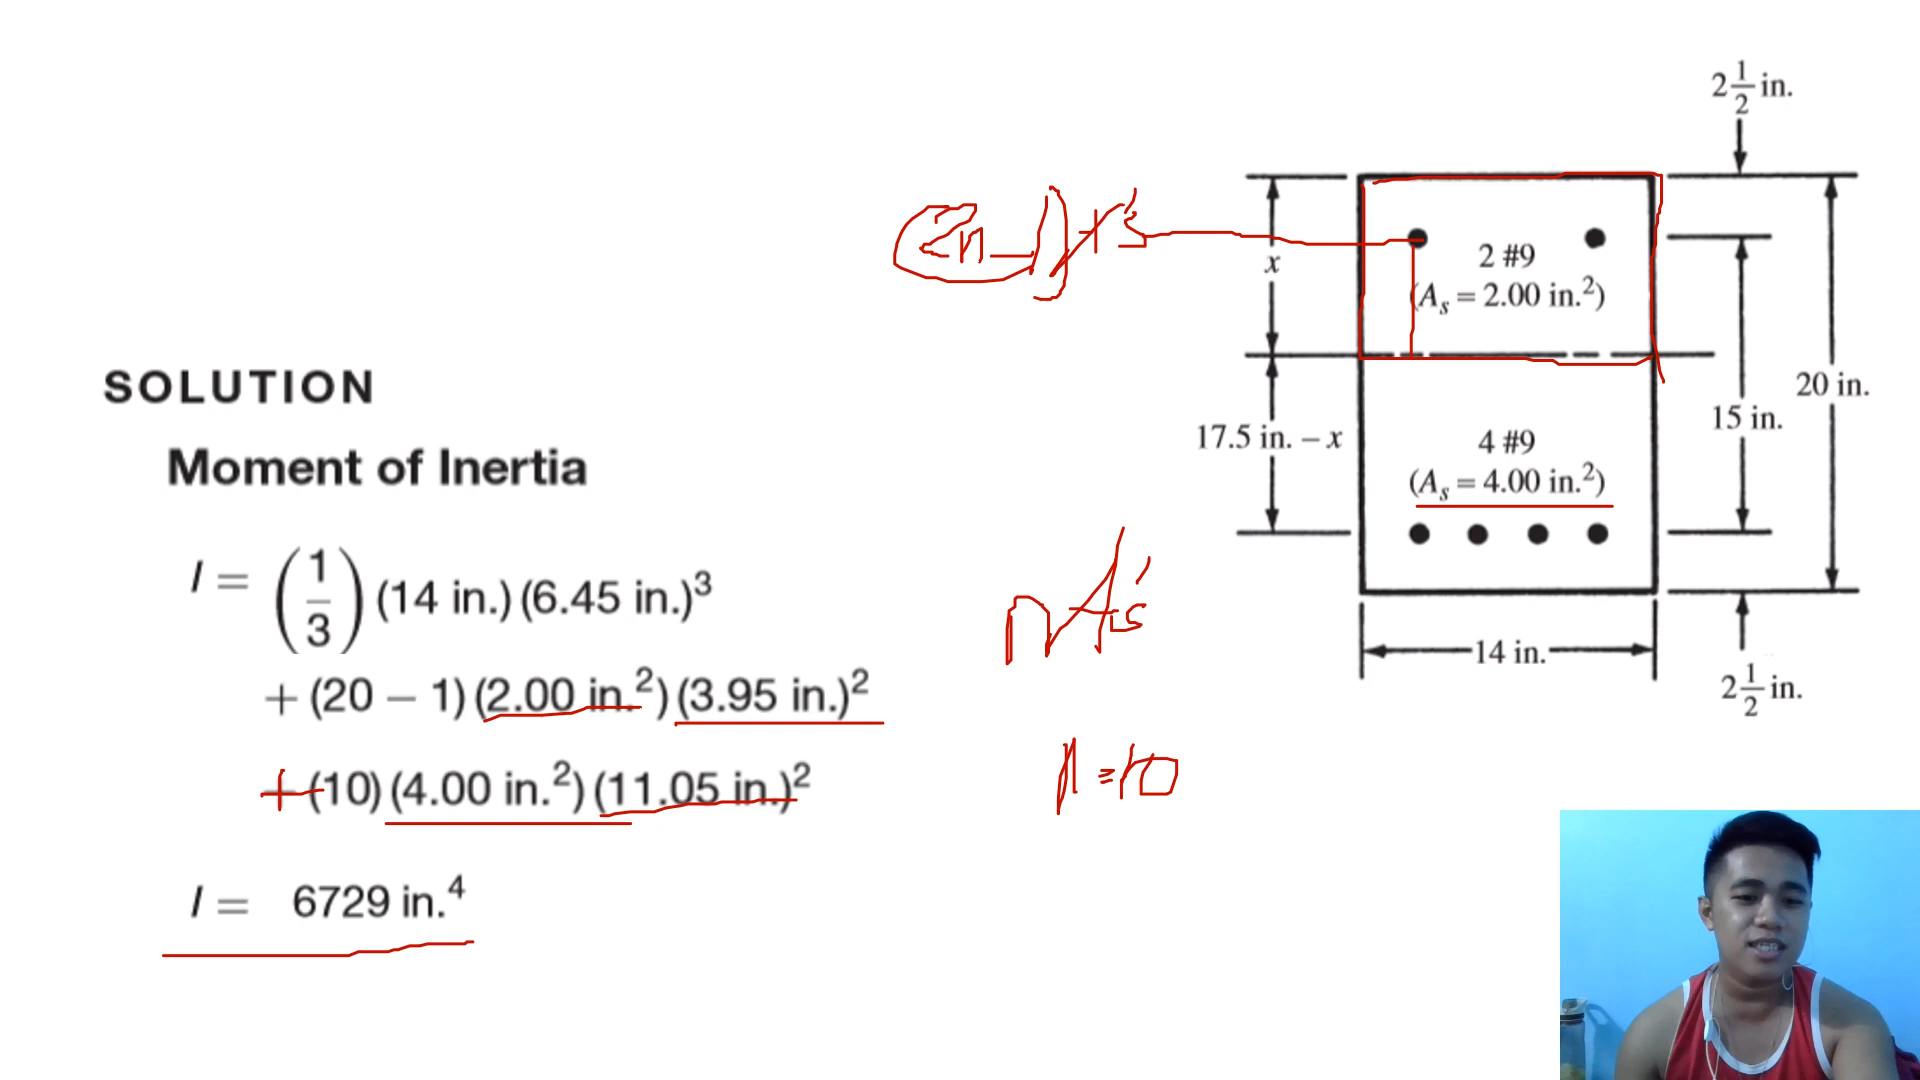 SOLUTION
Moment of Inertia
I = (1/3) (14 in.) (6.45 in.)³
+ (20 − 1) (2.00 in.²) (3.95 in.)²
+ (10) (4.00 in.²) (11.05 in.)²
I = 6729 in.⁴
nAs'
n=10
2 1/2 in.
x
2 #9
(As = 2.00 in.²)
17.5 in. – x
4 #9
(As = 4.00 in.²)
15 in.
20 in.
14 in.
2 1/2 in.